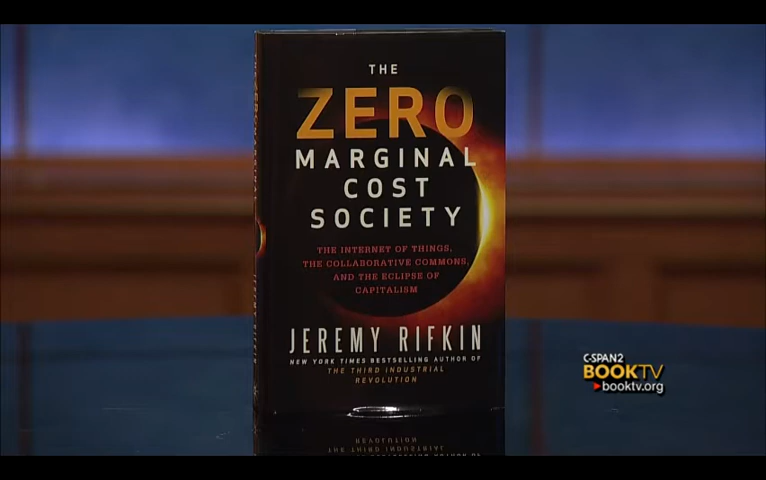 THE
ZERO
MARGINAL
COST
SOCIETY
THE INTERNET OF THINGS,
THE COLLABORATIVE COMMONS,
AND THE ECLIPSE OF
CAPITALISM
JEREMY RIFKIN
NEW YORK TIMES BESTSELLING AUTHOR OF
THE THIRD INDUSTRIAL
REVOLUTION
C-SPAN2
BOOKTV
booktv.org